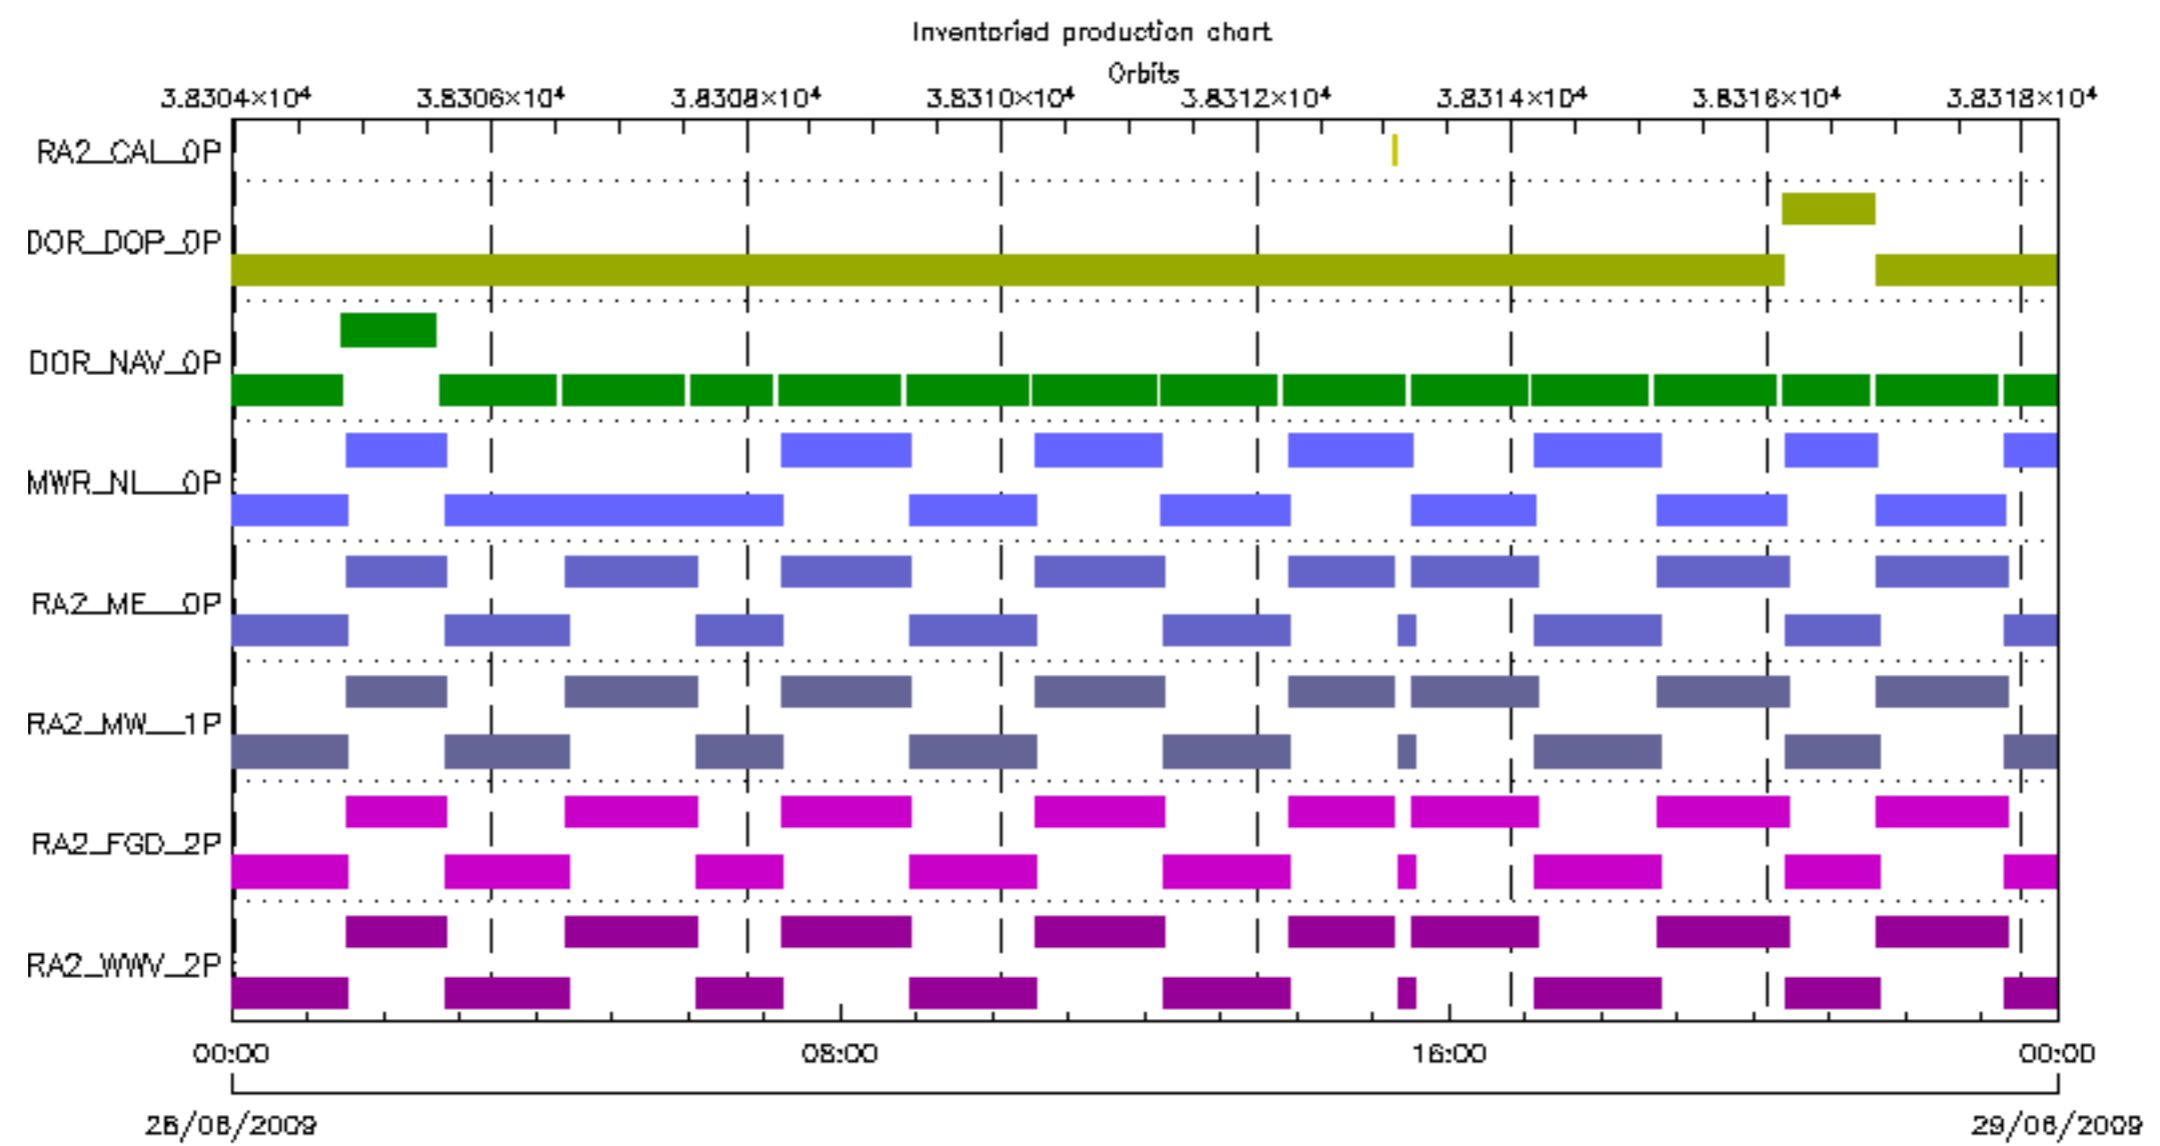 Inventoried production chart
Orbits
3.8304×10⁴ 3.8306×10⁴ 3.8308×10⁴ 3.8310×10⁴ 3.8312×10⁴ 3.8314×10⁴ 3.8316×10⁴ 3.8318×10⁴
RA2_CAL_0P
DOR_DOP_0P
DOR_NAV_0P
MWR_NL__0P
RA2_ME__0P
RA2_MW__1P
RA2_FGD_2P
RA2_WWV_2P
00:00 08:00 16:00 00:00
28/06/2009 29/06/2009